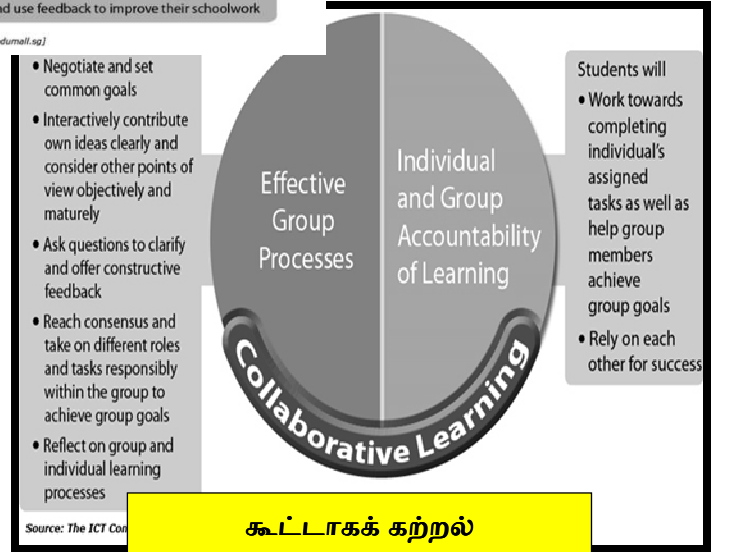 nd use feedback to improve their schoolwork
dumall.sg]
• Negotiate and set
common goals
• Interactively contribute
own ideas clearly and
consider other points of
view objectively and
maturely
• Ask questions to clarify
and offer constructive
feedback
• Reach consensus and
take on different roles
and tasks responsibly
within the group to
achieve group goals
• Reflect on group and
individual learning
processes
Source: The ICT Con
Effective
Group
Processes
Individual
and Group
Accountability
of Learning
Collaborative Learning
Students will
• Work towards
completing
individual's
assigned
tasks as well as
help group
members
achieve
group goals
• Rely on each
other for success
கூட்டாகக் கற்றல்